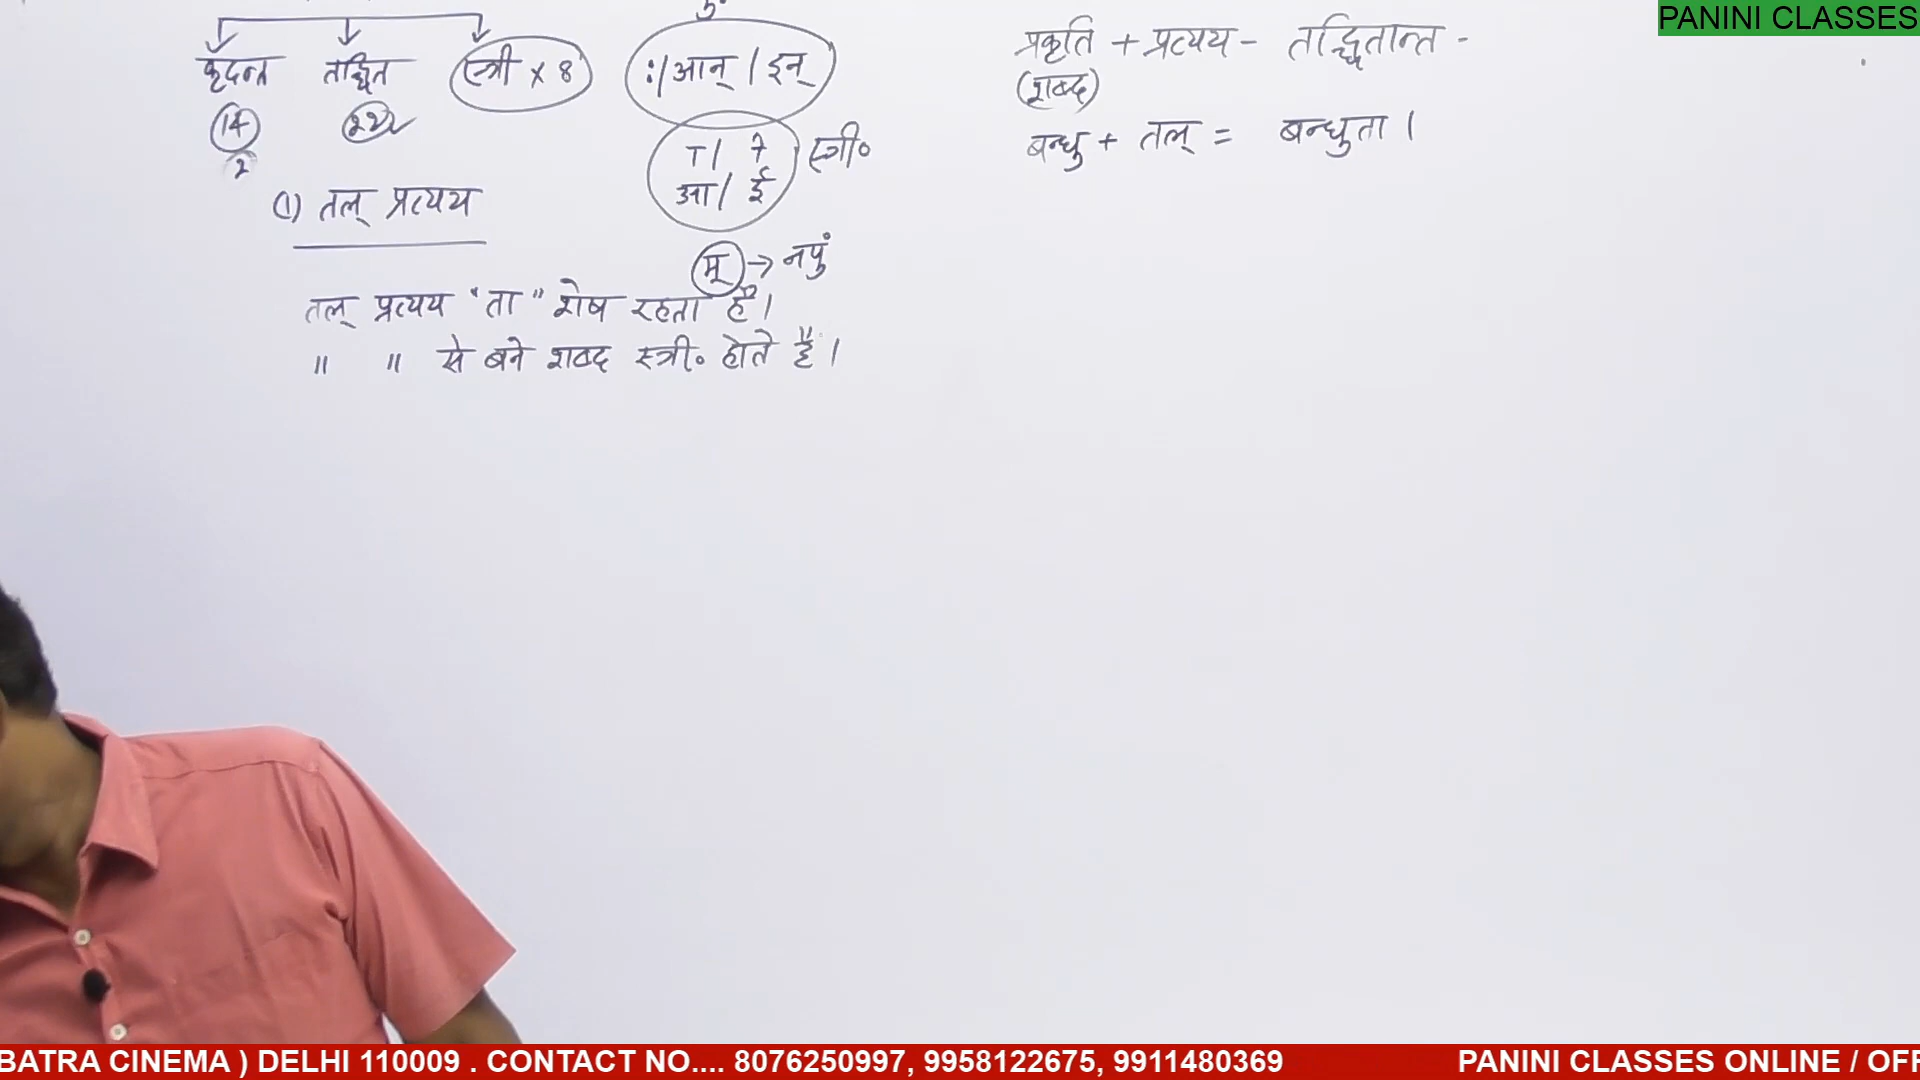 PANINI CLASSES
कृदन्त तद्धित स्त्री × 8
14 22
2
पुं
:/आन्/इन्
ा/ ी स्त्री०
आ/ ई
म् → नपुं
① तल् प्रत्यय
तल् प्रत्यय "ता" शेष रहता है।
" " से बने शब्द स्त्री० होते हैं।
प्रकृति + प्रत्यय - तद्धितान्त -
(शब्द)
बन्धु + तल् = बन्धुता।
BATRA CINEMA ) DELHI 110009 . CONTACT NO.... 8076250997, 9958122675, 9911480369 PANINI CLASSES ONLINE / OFF